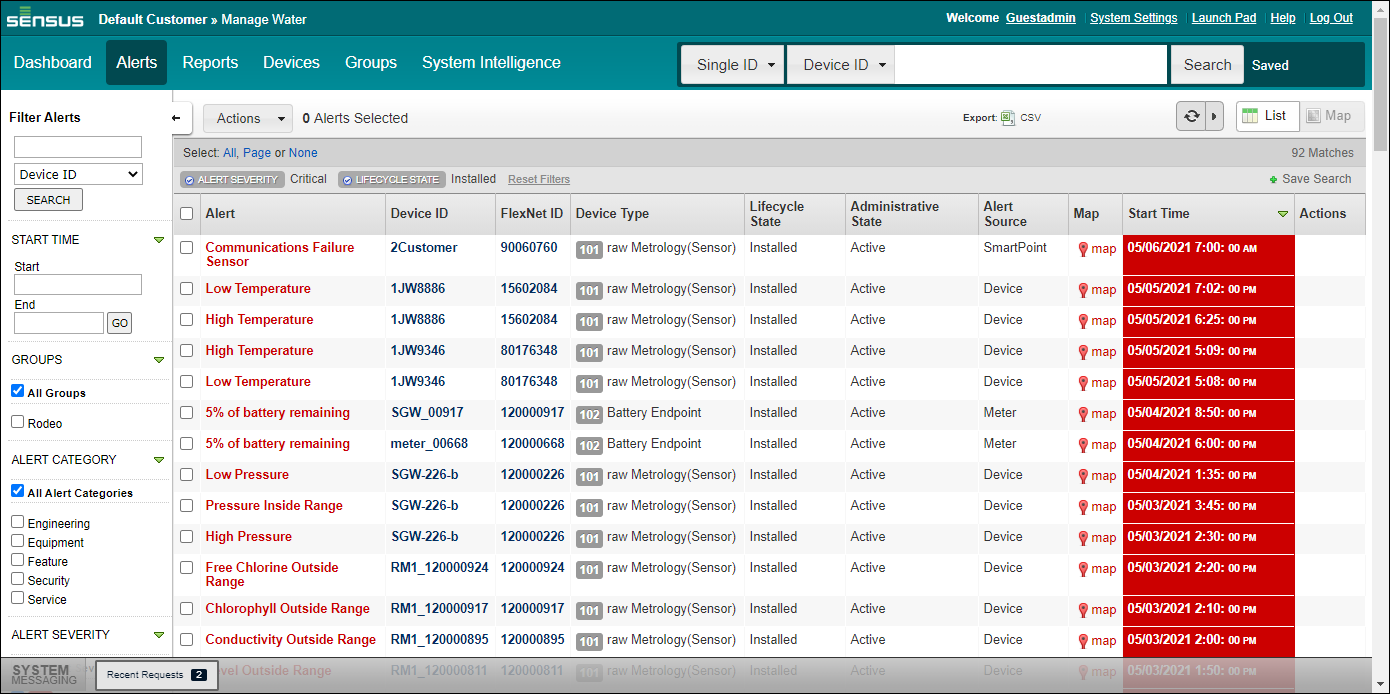 sensus Default Customer » Manage Water
Welcome Guestadmin System Settings Launch Pad Help Log Out
Dashboard Alerts Reports Devices Groups System Intelligence Single ID Device ID Search Saved
Filter Alerts
Device ID
SEARCH
START TIME
Start
End
GO
GROUPS
All Groups
Rodeo
ALERT CATEGORY
All Alert Categories
Engineering
Equipment
Feature
Security
Service
ALERT SEVERITY
Actions 0 Alerts Selected Export: CSV List Map
Select: All, Page or None 92 Matches
ALERT SEVERITY Critical LIFECYCLE STATE Installed Reset Filters Save Search
Alert Device ID FlexNet ID Device Type Lifecycle State Administrative State Alert Source Map Start Time Actions
Communications Failure Sensor 2Customer 90060760 101 raw Metrology(Sensor) Installed Active SmartPoint map 05/06/2021 7:00: 00 AM
Low Temperature 1JW8886 15602084 101 raw Metrology(Sensor) Installed Active Device map 05/05/2021 7:02: 00 PM
High Temperature 1JW8886 15602084 101 raw Metrology(Sensor) Installed Active Device map 05/05/2021 6:25: 00 PM
High Temperature 1JW9346 80176348 101 raw Metrology(Sensor) Installed Active Device map 05/05/2021 5:09: 00 PM
Low Temperature 1JW9346 80176348 101 raw Metrology(Sensor) Installed Active Device map 05/05/2021 5:08: 00 PM
5% of battery remaining SGW_00917 120000917 102 Battery Endpoint Installed Active Meter map 05/04/2021 8:50: 00 PM
5% of battery remaining meter_00668 120000668 102 Battery Endpoint Installed Active Meter map 05/04/2021 6:00: 00 PM
Low Pressure SGW-226-b 120000226 101 raw Metrology(Sensor) Installed Active Device map 05/04/2021 1:35: 00 PM
Pressure Inside Range SGW-226-b 120000226 101 raw Metrology(Sensor) Installed Active Device map 05/03/2021 3:45: 00 PM
High Pressure SGW-226-b 120000226 101 raw Metrology(Sensor) Installed Active Device map 05/03/2021 2:30: 00 PM
Free Chlorine Outside Range RM1_120000924 120000924 101 raw Metrology(Sensor) Installed Active Device map 05/03/2021 2:20: 00 PM
Chlorophyll Outside Range RM1_120000917 120000917 101 raw Metrology(Sensor) Installed Active Device map 05/03/2021 2:10: 00 PM
Conductivity Outside Range RM1_120000895 120000895 101 raw Metrology(Sensor) Installed Active Device map 05/03/2021 2:00: 00 PM
Outside Range RM1_120000811 120000811 101 raw Metrology(Sensor) Installed Active Device map 05/03/2021 1:50: 00 PM
SYSTEM MESSAGING Recent Requests 2